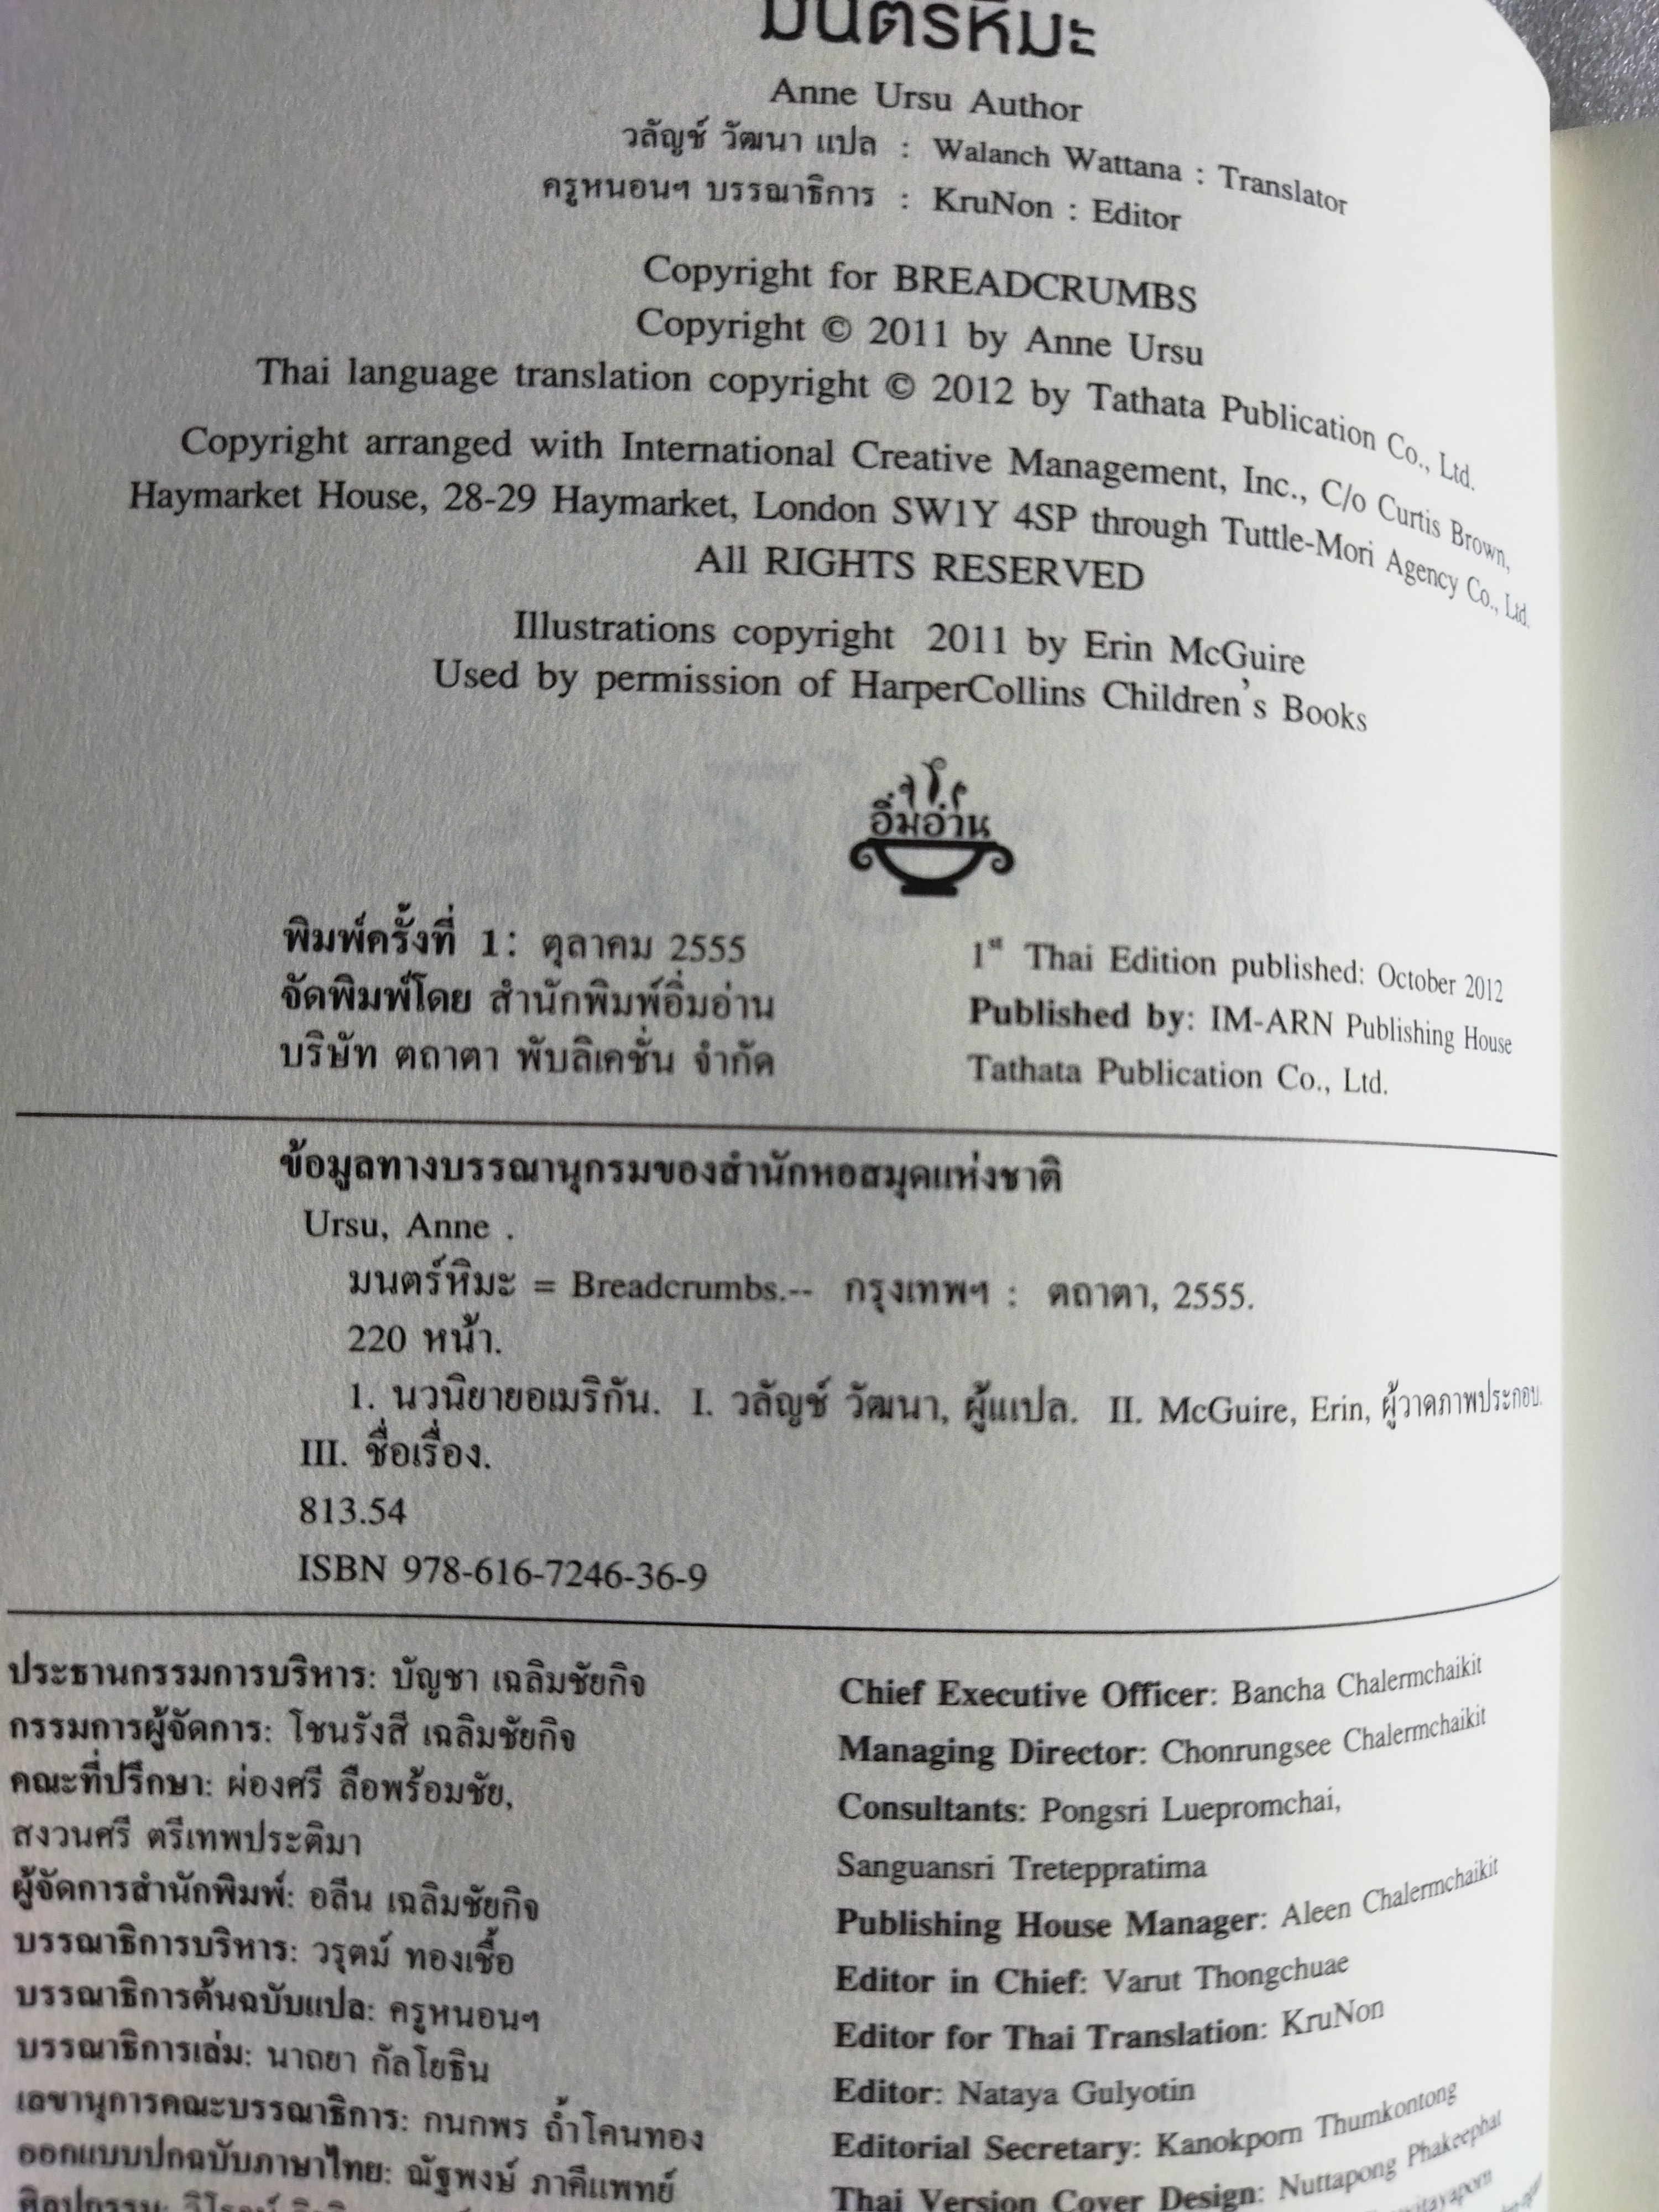 มนตร์หิมะ
Anne Ursu Author
วลัญช์ วัฒนา แปล : Walanch Wattana : Translator
ครูหนอนฯ บรรณาธิการ : KruNon : Editor
Copyright for BREADCRUMBS
Copyright © 2011 by Anne Ursu
Thai language translation copyright © 2012 by Tathata Publication Co., Ltd.
Copyright arranged with International Creative Management, Inc., C/o Curtis Brown,
Haymarket House, 28-29 Haymarket, London SW1Y 4SP through Tuttle-Mori Agency Co., Ltd.
All RIGHTS RESERVED
Illustrations copyright 2011 by Erin McGuire
Used by permission of HarperCollins Children's Books
อิ่มอ่าน
พิมพ์ครั้งที่ 1: ตุลาคม 2555
จัดพิมพ์โดย สำนักพิมพ์อิ่มอ่าน
บริษัท ตถาตา พับลิเคชั่น จำกัด
1st Thai Edition published: October 2012
Published by: IM-ARN Publishing House
Tathata Publication Co., Ltd.
ข้อมูลทางบรรณานุกรมของสำนักหอสมุดแห่งชาติ
Ursu, Anne .
มนตร์หิมะ = Breadcrumbs.-- กรุงเทพฯ : ตถาตา, 2555.
220 หน้า.
1. นวนิยายอเมริกัน. I. วลัญช์ วัฒนา, ผู้แปล. II. McGuire, Erin, ผู้วาดภาพประกอบ.
III. ชื่อเรื่อง.
813.54
ISBN 978-616-7246-36-9
ประธานกรรมการบริหาร: บัญชา เฉลิมชัยกิจ
กรรมการผู้จัดการ: โชนรังสี เฉลิมชัยกิจ
คณะที่ปรึกษา: ผ่องศรี ลือพร้อมชัย,
สงวนศรี ตรีเทพประติมา
ผู้จัดการสำนักพิมพ์: อลีน เฉลิมชัยกิจ
บรรณาธิการบริหาร: วรุตม์ ทองเชื้อ
บรรณาธิการต้นฉบับแปล: ครูหนอนฯ
บรรณาธิการเล่ม: นาถยา กัลโยธิน
เลขานุการคณะบรรณาธิการ: กนกพร ถ้ำโคนทอง
ออกแบบปกฉบับภาษาไทย: ณัฐพงษ์ ภาคีแพทย์
ศิลปกรรม:
Chief Executive Officer: Bancha Chalermchaikit
Managing Director: Chonrungsee Chalermchaikit
Consultants: Pongsri Luepromchai,
Sanguansri Treteppratima
Publishing House Manager: Aleen Chalermchaikit
Editor in Chief: Varut Thongchuae
Editor for Thai Translation: KruNon
Editor: Nataya Gulyotin
Editorial Secretary: Kanokporn Thumkontong
Thai Version Cover Design: Nuttapong Phakeephat